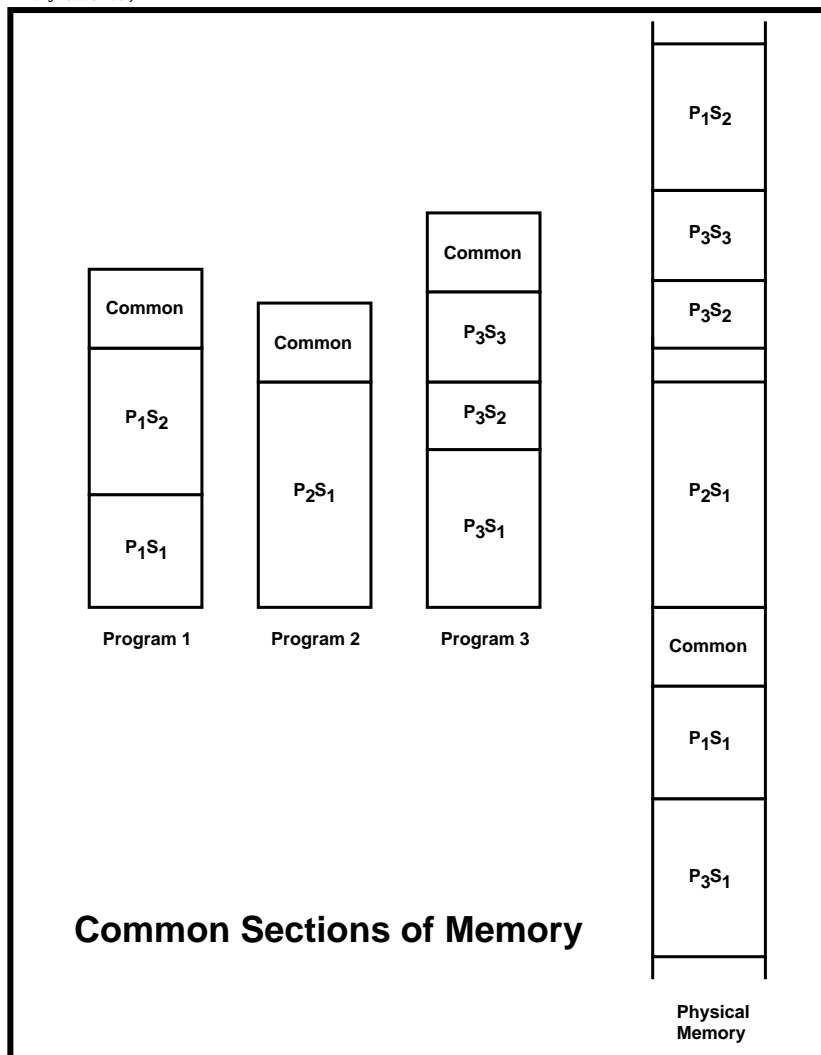 Common
P₁S₂
P₁S₁
Program 1
Common
P₂S₁
Program 2
Common
P₃S₃
P₃S₂
P₃S₁
Program 3
P₁S₂
P₃S₃
P₃S₂
P₂S₁
Common
P₁S₁
P₃S₁
Physical
Memory
Common Sections of Memory